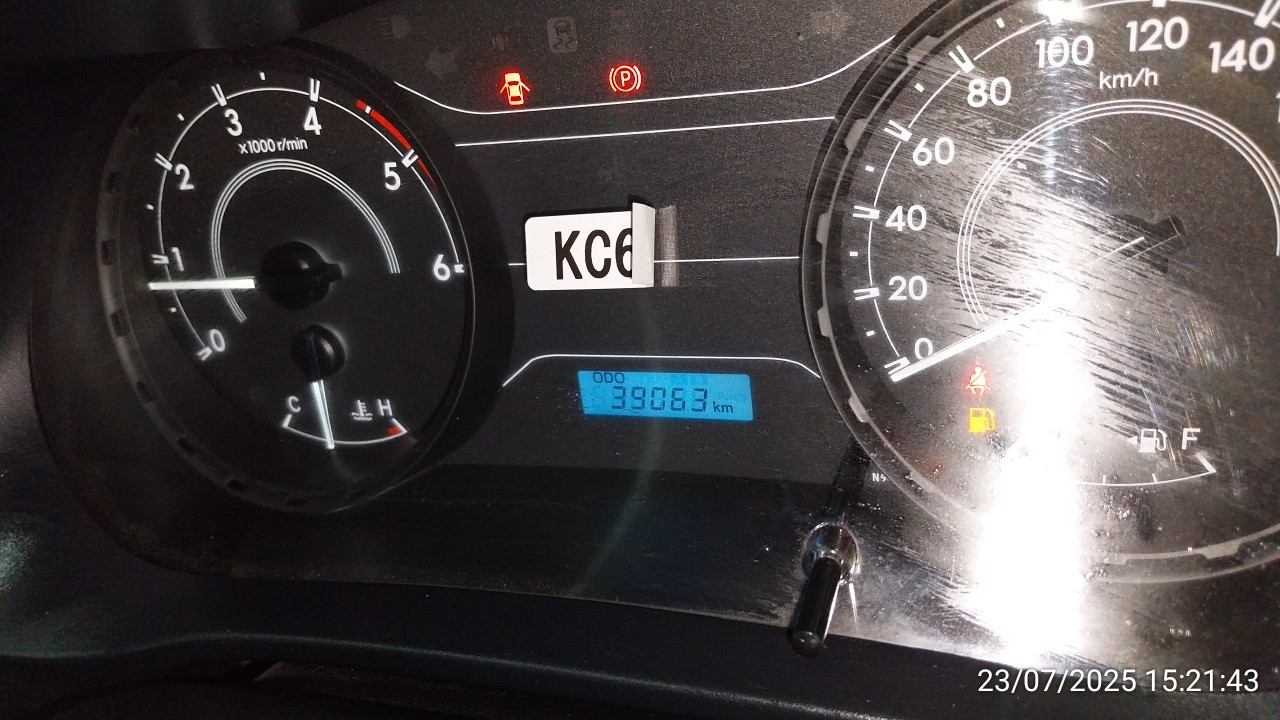 0 1 2 3 4 5 6
x1000 r/min
C H
P
KC6
ODO
39063 km
0 20 40 60 80 100 120 140
km/h
F
23/07/2025 15:21:43